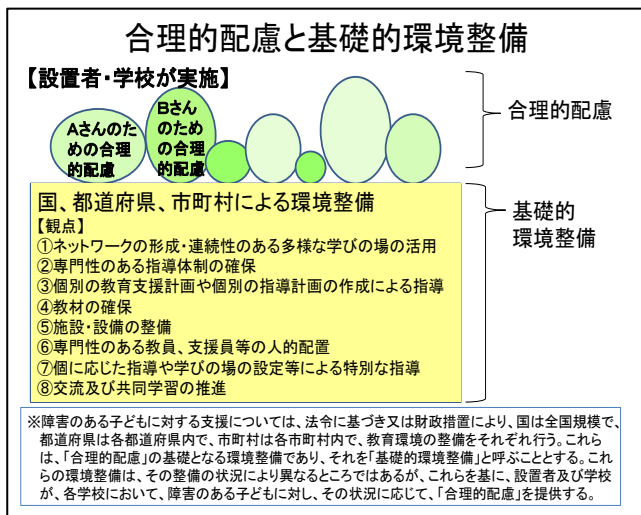 合理的配慮と基礎的環境整備
【設置者・学校が実施】
Aさんのた
めの合理
的配慮
Bさん
のため
の合理
的配慮
合理的配慮
国、都道府県、市町村による環境整備
【観点】
①ネットワークの形成・連続性のある多様な学びの場の活用
②専門性のある指導体制の確保
③個別の教育支援計画や個別の指導計画の作成による指導
④教材の確保
⑤施設・設備の整備
⑥専門性のある教員、支援員等の人的配置
⑦個に応じた指導や学びの場の設定等による特別な指導
⑧交流及び共同学習の推進
基礎的
環境整備
※障害のある子どもに対する支援については、法令に基づき又は財政措置により、国は全国規模で、
都道府県は各都道府県内で、市町村は各市町村内で、教育環境の整備をそれぞれ行う。これら
は、「合理的配慮」の基礎となる環境整備であり、それを「基礎的環境整備」と呼ぶこととする。これ
らの環境整備は、その整備の状況により異なるところではあるが、これらを基に、設置者及び学校
が、各学校において、障害のある子どもに対し、その状況に応じて、「合理的配慮」を提供する。